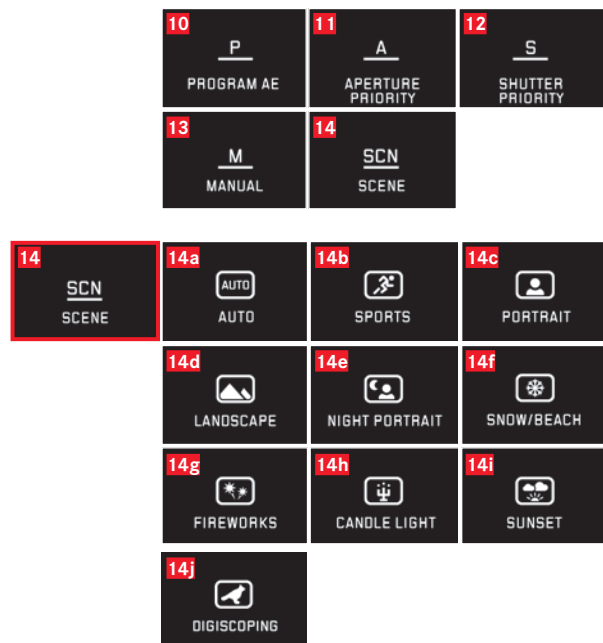 10
P
PROGRAM AE
11
A
APERTURE
PRIORITY
12
S
SHUTTER
PRIORITY
13
M
MANUAL
14
SCN
SCENE
14
SCN
SCENE
14a
AUTO
AUTO
14b
SPORTS
14c
PORTRAIT
14d
LANDSCAPE
14e
NIGHT PORTRAIT
14f
SNOW/BEACH
14g
FIREWORKS
14h
CANDLE LIGHT
14i
SUNSET
14j
DIGISCOPING